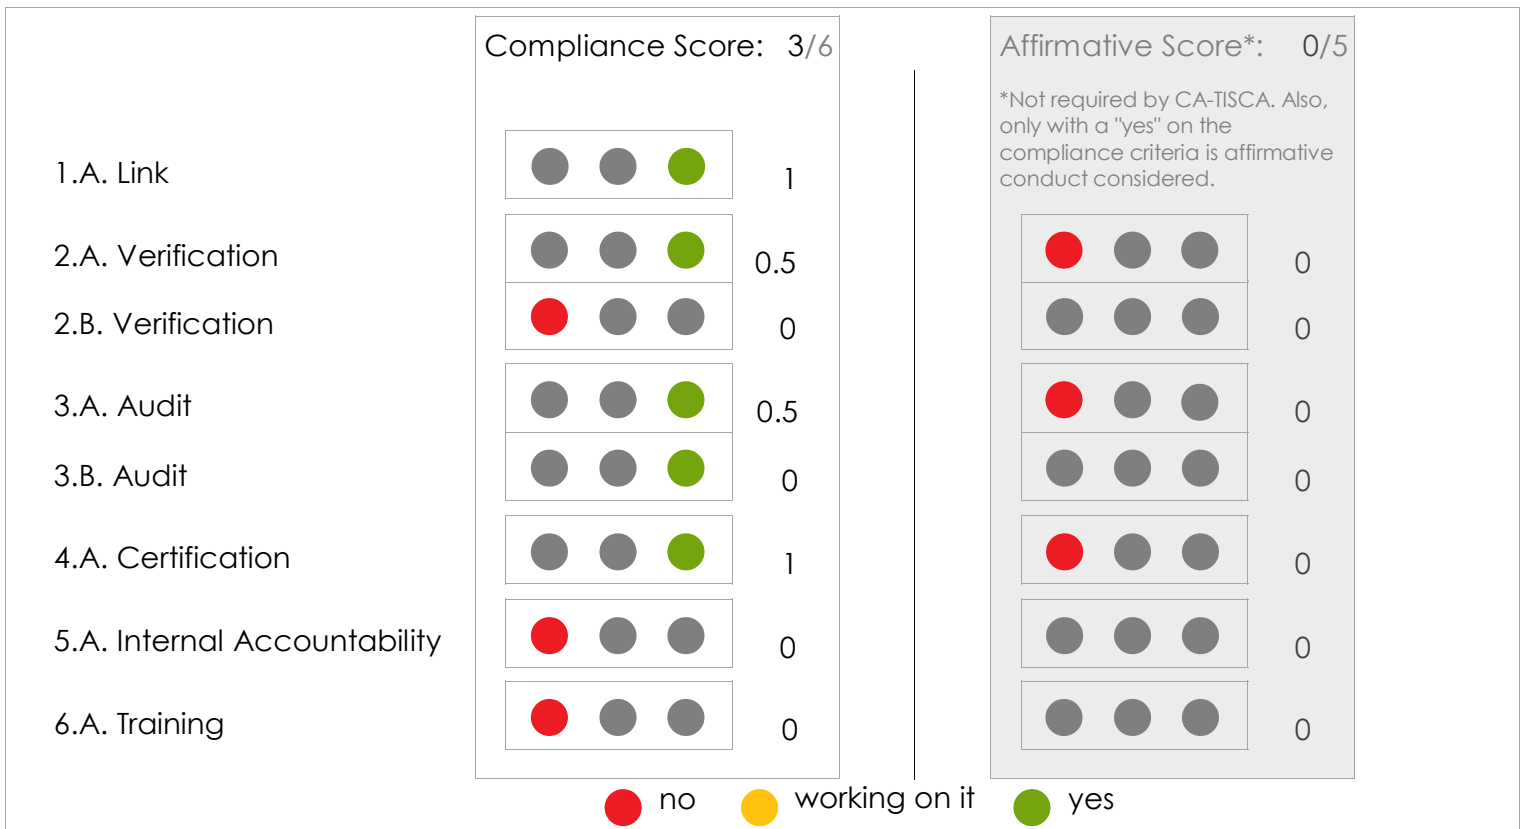 Compliance Score: 3/6
Affirmative Score*: 0/5
*Not required by CA-TISCA. Also,
only with a "yes" on the
compliance criteria is affirmative
conduct considered.
1.A. Link 1
2.A. Verification 0.5 0
2.B. Verification 0 0
3.A. Audit 0.5 0
3.B. Audit 0 0
4.A. Certification 1 0
5.A. Internal Accountability 0 0
6.A. Training 0 0
no working on it yes